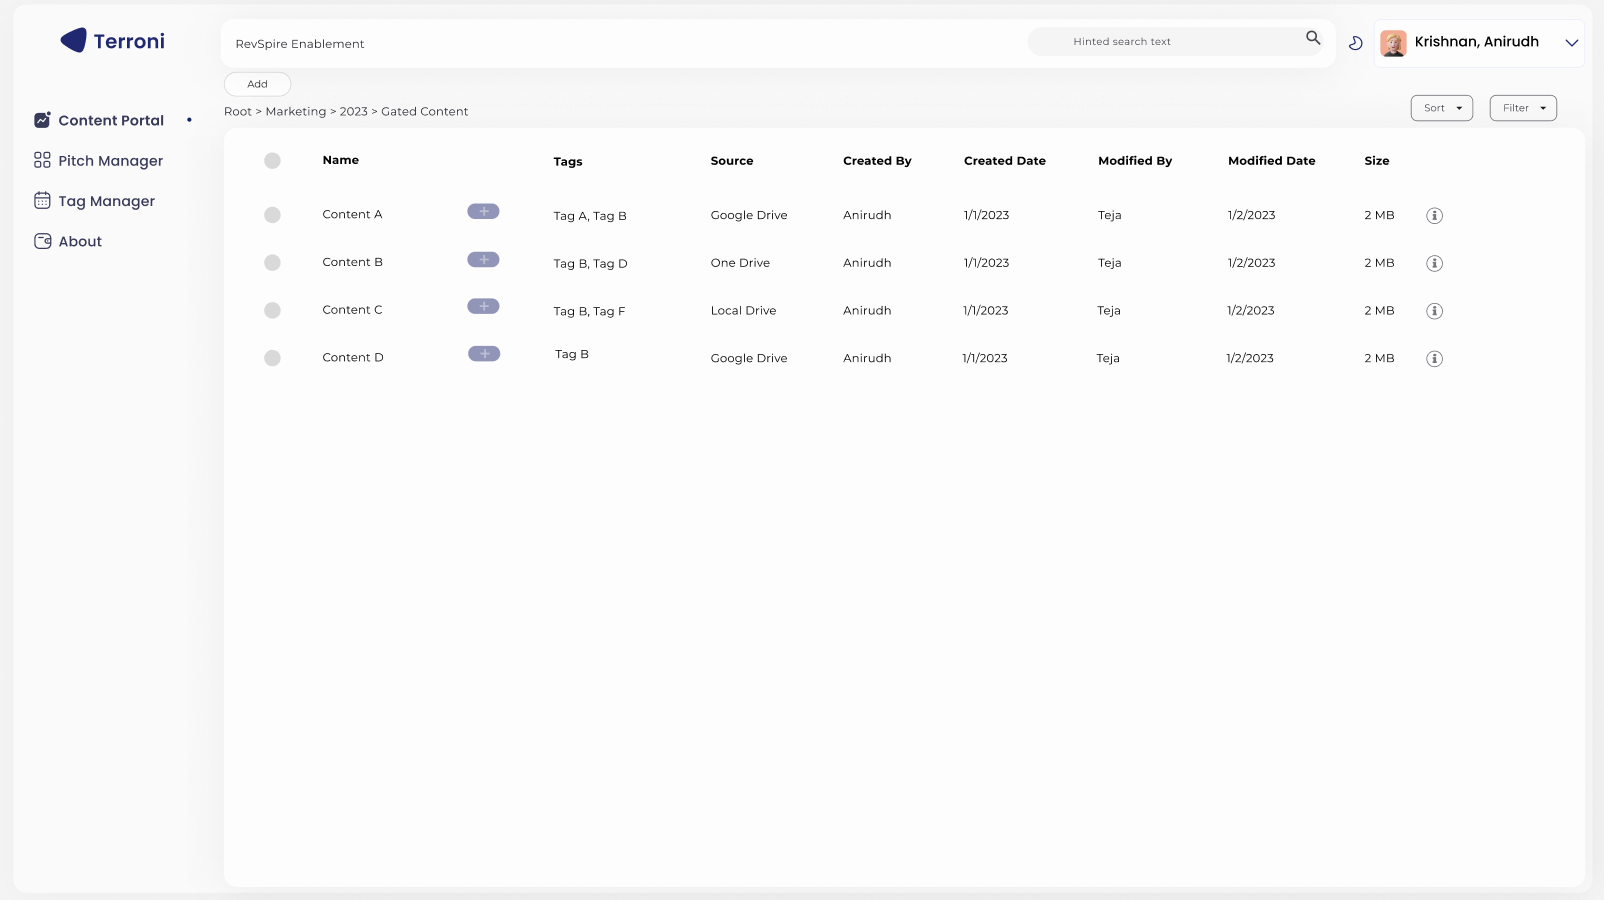 Terroni
RevSpire Enablement
Hinted search text
Krishnan, Anirudh
Add
Root > Marketing > 2023 > Gated Content
Sort
Filter
Content Portal
Pitch Manager
Tag Manager
About
Name Tags Source Created By Created Date Modified By Modified Date Size
Content A + Tag A, Tag B Google Drive Anirudh 1/1/2023 Teja 1/2/2023 2 MB i
Content B + Tag B, Tag D One Drive Anirudh 1/1/2023 Teja 1/2/2023 2 MB i
Content C + Tag B, Tag F Local Drive Anirudh 1/1/2023 Teja 1/2/2023 2 MB i
Content D + Tag B Google Drive Anirudh 1/1/2023 Teja 1/2/2023 2 MB i